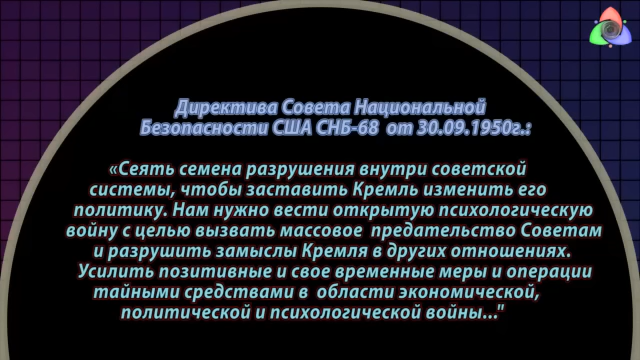 Директива Совета Национальной
Безопасности США СНБ-68 от 30.09.1950г.:
«Сеять семена разрушения внутри советской
системы, чтобы заставить Кремль изменить его
политику. Нам нужно вести открытую психологическую
войну с целью вызвать массовое предательство Советам
и разрушить замыслы Кремля в других отношениях.
Усилить позитивные и свое временные меры и операции
тайными средствами в области экономической,
политической и психологической войны..."